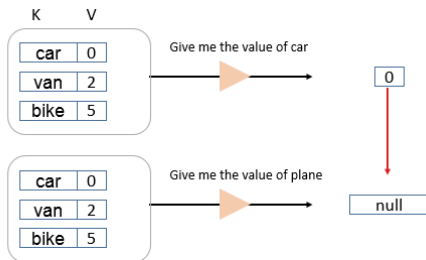 K V
car 0
van 2
bike 5
Give me the value of car
0
car 0
van 2
bike 5
Give me the value of plane
null